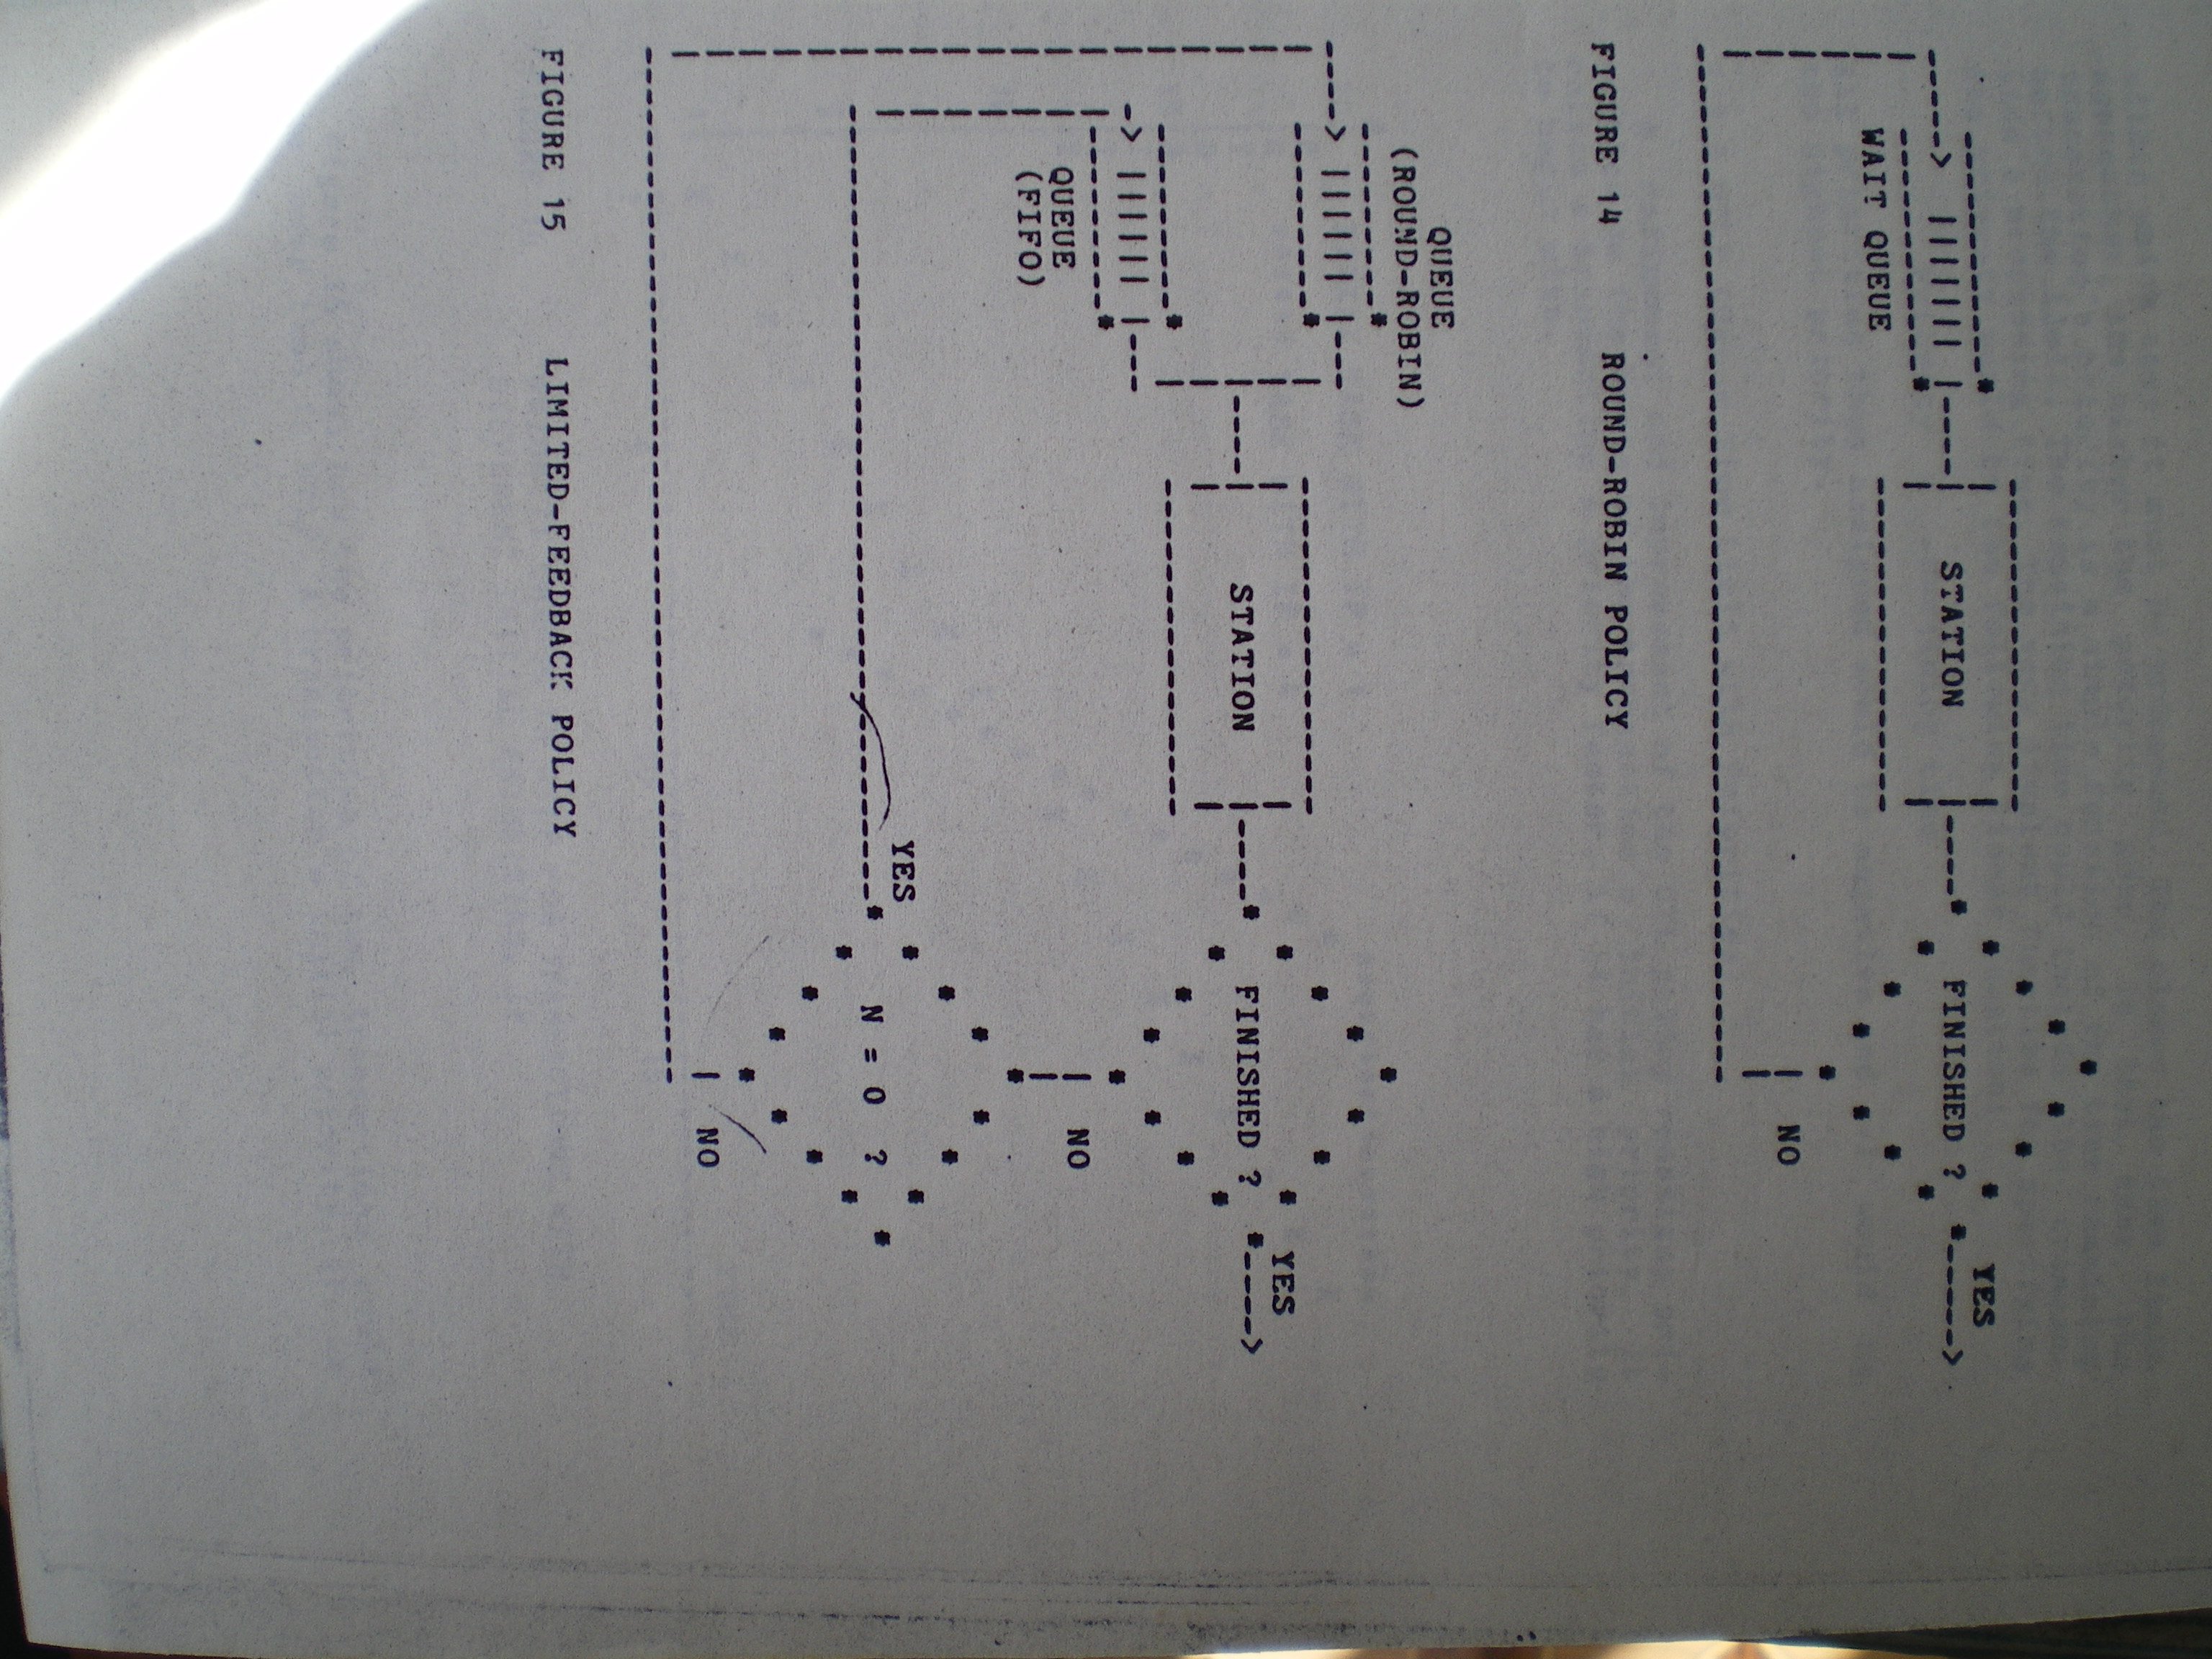 YES
STATION
FINISHED ?
WAIT QUEUE
NO
FIGURE 14 ROUND-ROBIN POLICY
QUEUE
(ROUND-ROBIN)
YES
STATION
FINISHED ?
QUEUE
(FIFO)
NO
YES
N = 0 ?
NO
FIGURE 15 LIMITED-FEEDBACK POLICY